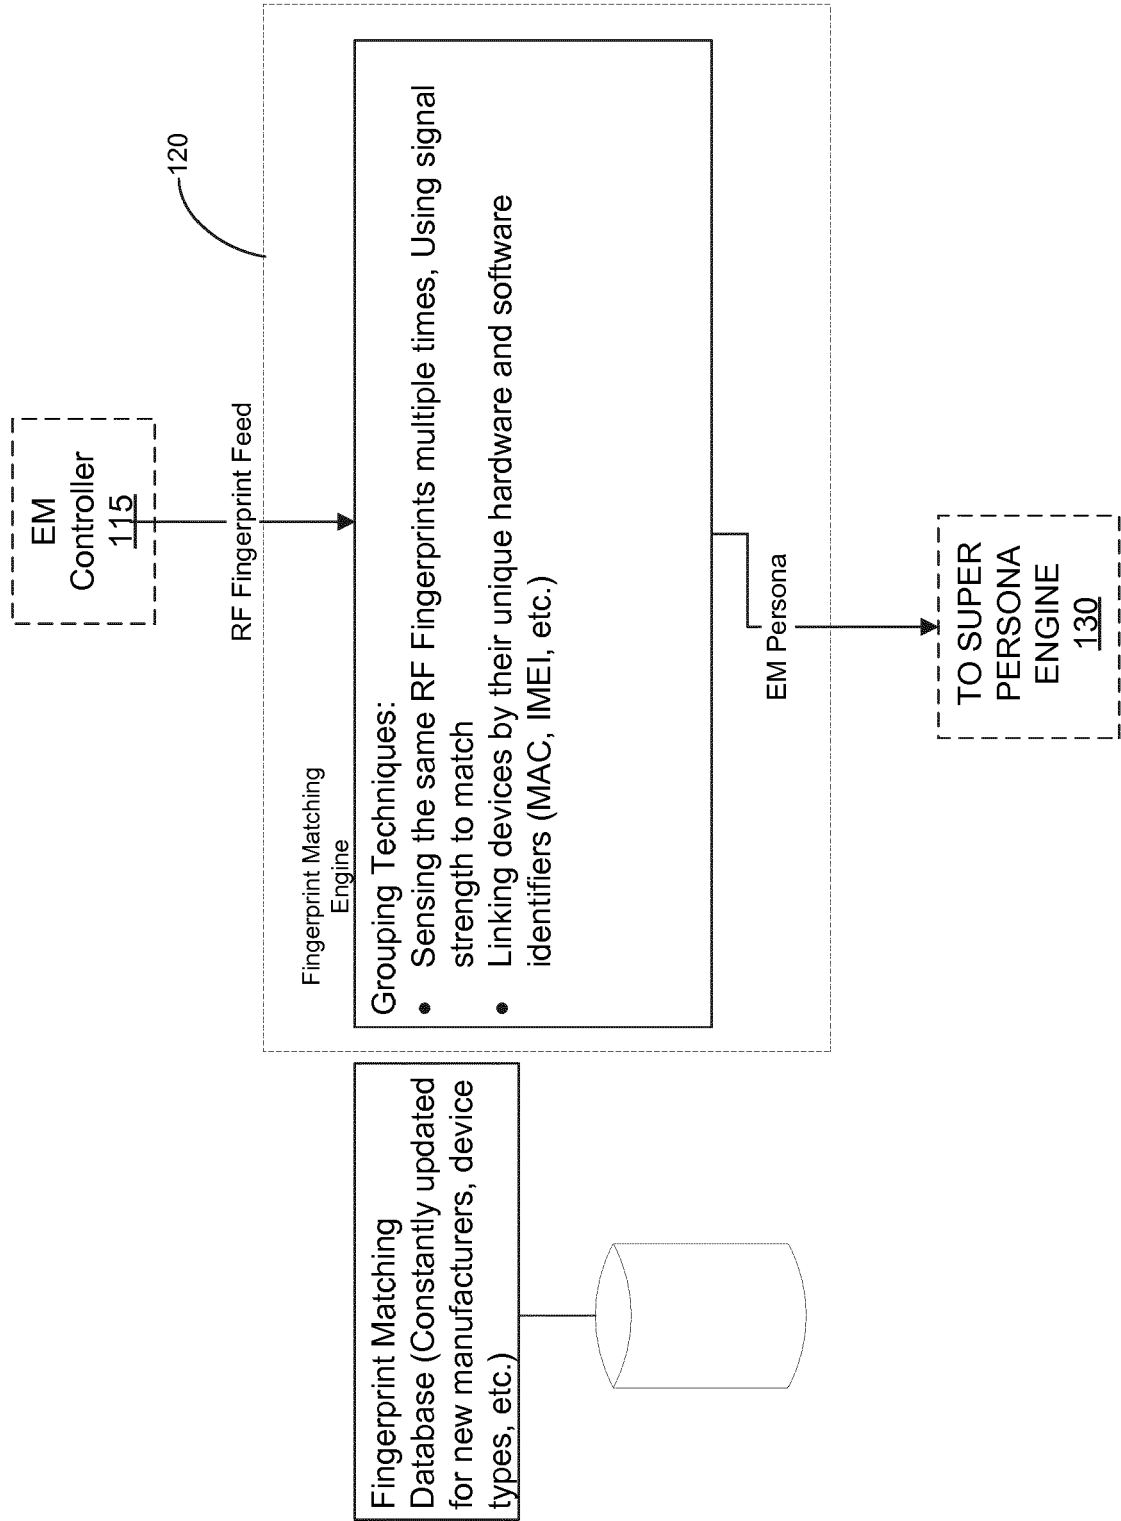 EM
Controller
115
RF Fingerprint Feed
120
Fingerprint Matching
Engine
Grouping Techniques:
• Sensing the same RF Fingerprints multiple times, Using signal
strength to match
• Linking devices by their unique hardware and software
identifiers (MAC, IMEI, etc.)
EM Persona
TO SUPER
PERSONA
ENGINE
130
Fingerprint Matching
Database (Constantly updated
for new manufacturers, device
types, etc.)